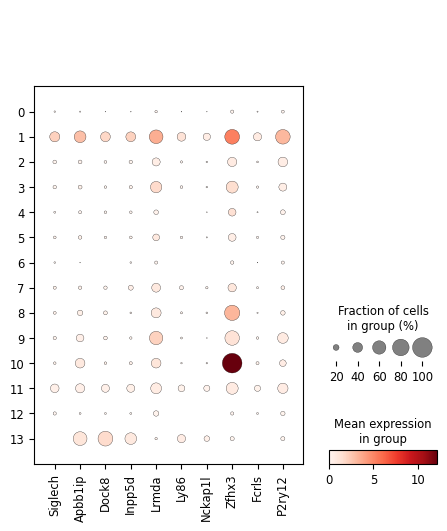 0
1
2
3
4
5
6
7
8
9
10
11
12
13
Siglech
Apbb1ip
Dock8
Inpp5d
Lrmda
Ly86
Nckap1l
Zfhx3
Fcrls
P2ry12
Fraction of cells
in group (%)
20 40 60 80 100
Mean expression
in group
0 5 10